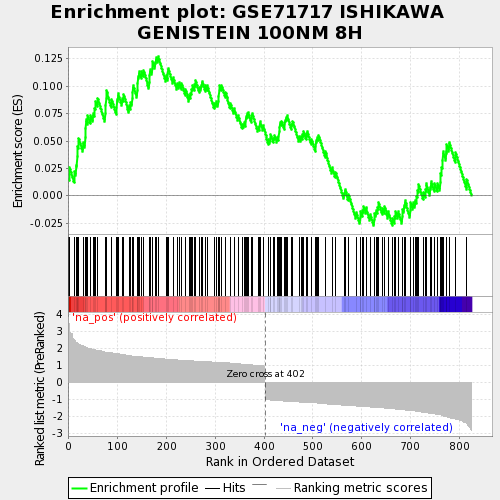 Enrichment plot: GSE71717 ISHIKAWA
GENISTEIN 100NM 8H
Enrichment score (ES)
0.125
0.100
0.075
0.050
0.025
0.000
-0.025
'na_pos' (positively correlated)
Ranked list metric (PreRanked)
4
3
2
1
0
-1
-2
-3
Zero cross at 402
'na_neg' (negatively correlated)
0 100 200 300 400 500 600 700 800
Rank in Ordered Dataset
Enrichment profile Hits Ranking metric scores